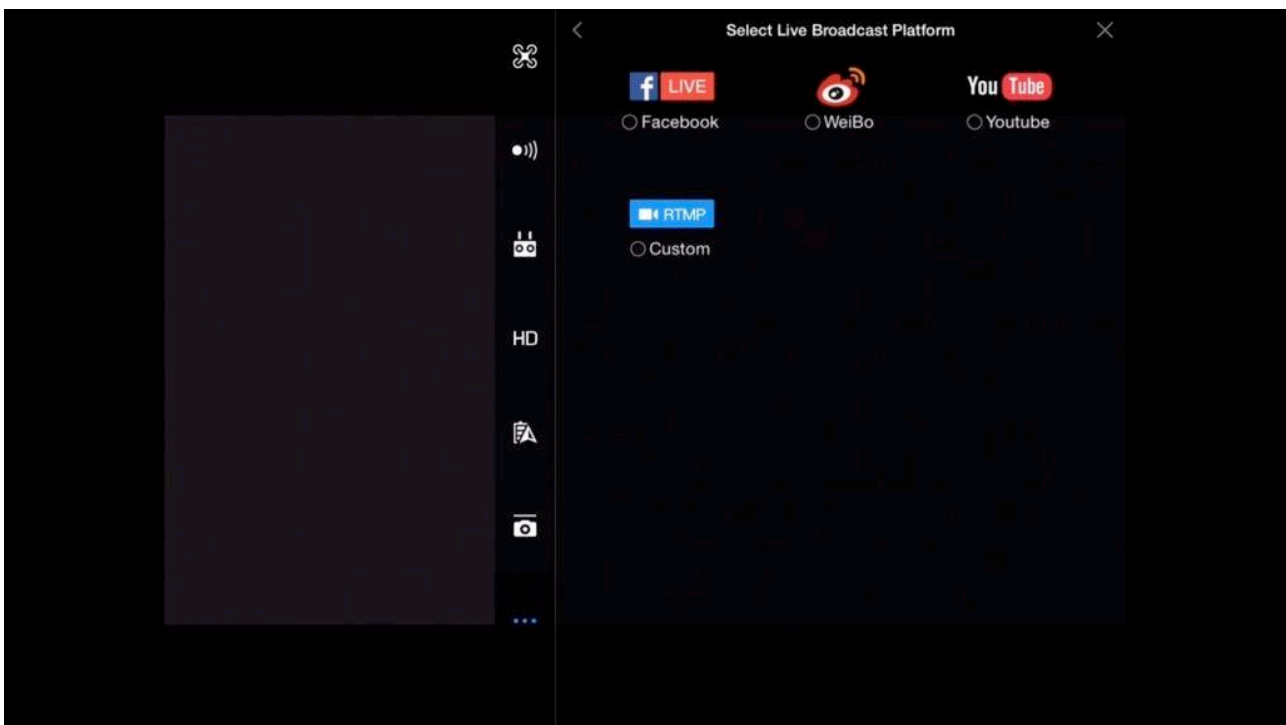 Select Live Broadcast Platform
f LIVE
You Tube
Facebook
WeiBo
Youtube
RTMP
Custom
HD